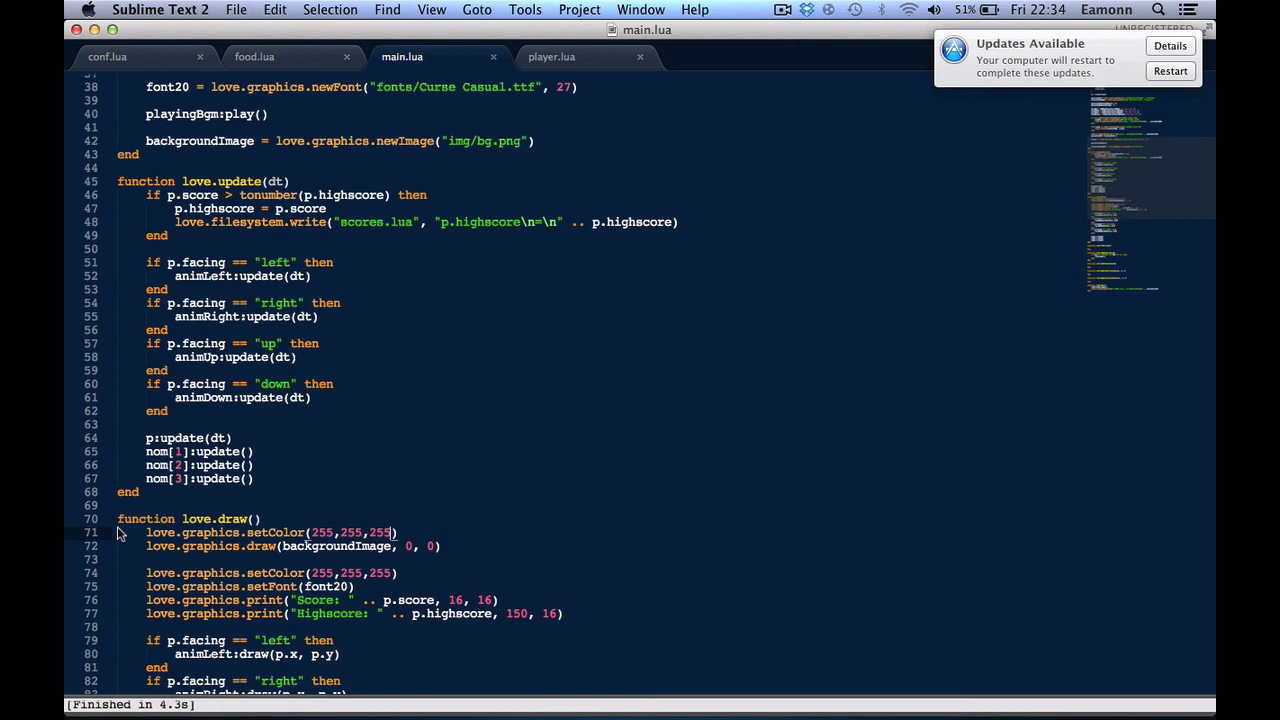 Sublime Text 2 File Edit Selection Find View Goto Tools Project Window Help 51% Fri 22:34 Eamonn
main.lua UNREGISTERED
conf.lua food.lua main.lua player.lua
Updates Available Details
Your computer will restart to
complete these updates. Restart
37
38 font20 = love.graphics.newFont("fonts/Curse Casual.ttf", 27)
39
40 playingBgm:play()
41
42 backgroundImage = love.graphics.newImage("img/bg.png")
43 end
44
45 function love.update(dt)
46 if p.score > tonumber(p.highscore) then
47 p.highscore = p.score
48 love.filesystem.write("scores.lua", "p.highscore\n=\n" .. p.highscore)
49 end
50
51 if p.facing == "left" then
52 animLeft:update(dt)
53 end
54 if p.facing == "right" then
55 animRight:update(dt)
56 end
57 if p.facing == "up" then
58 animUp:update(dt)
59 end
60 if p.facing == "down" then
61 animDown:update(dt)
62 end
63
64 p:update(dt)
65 nom[1]:update()
66 nom[2]:update()
67 nom[3]:update()
68 end
69
70 function love.draw()
71 love.graphics.setColor(255,255,255)
72 love.graphics.draw(backgroundImage, 0, 0)
73
74 love.graphics.setColor(255,255,255)
75 love.graphics.setFont(font20)
76 love.graphics.print("Score: " .. p.score, 16, 16)
77 love.graphics.print("Highscore: " .. p.highscore, 150, 16)
78
79 if p.facing == "left" then
80 animLeft:draw(p.x, p.y)
81 end
82 if p.facing == "right" then
83 animRight:draw(p.x, p.y)
[Finished in 4.3s]